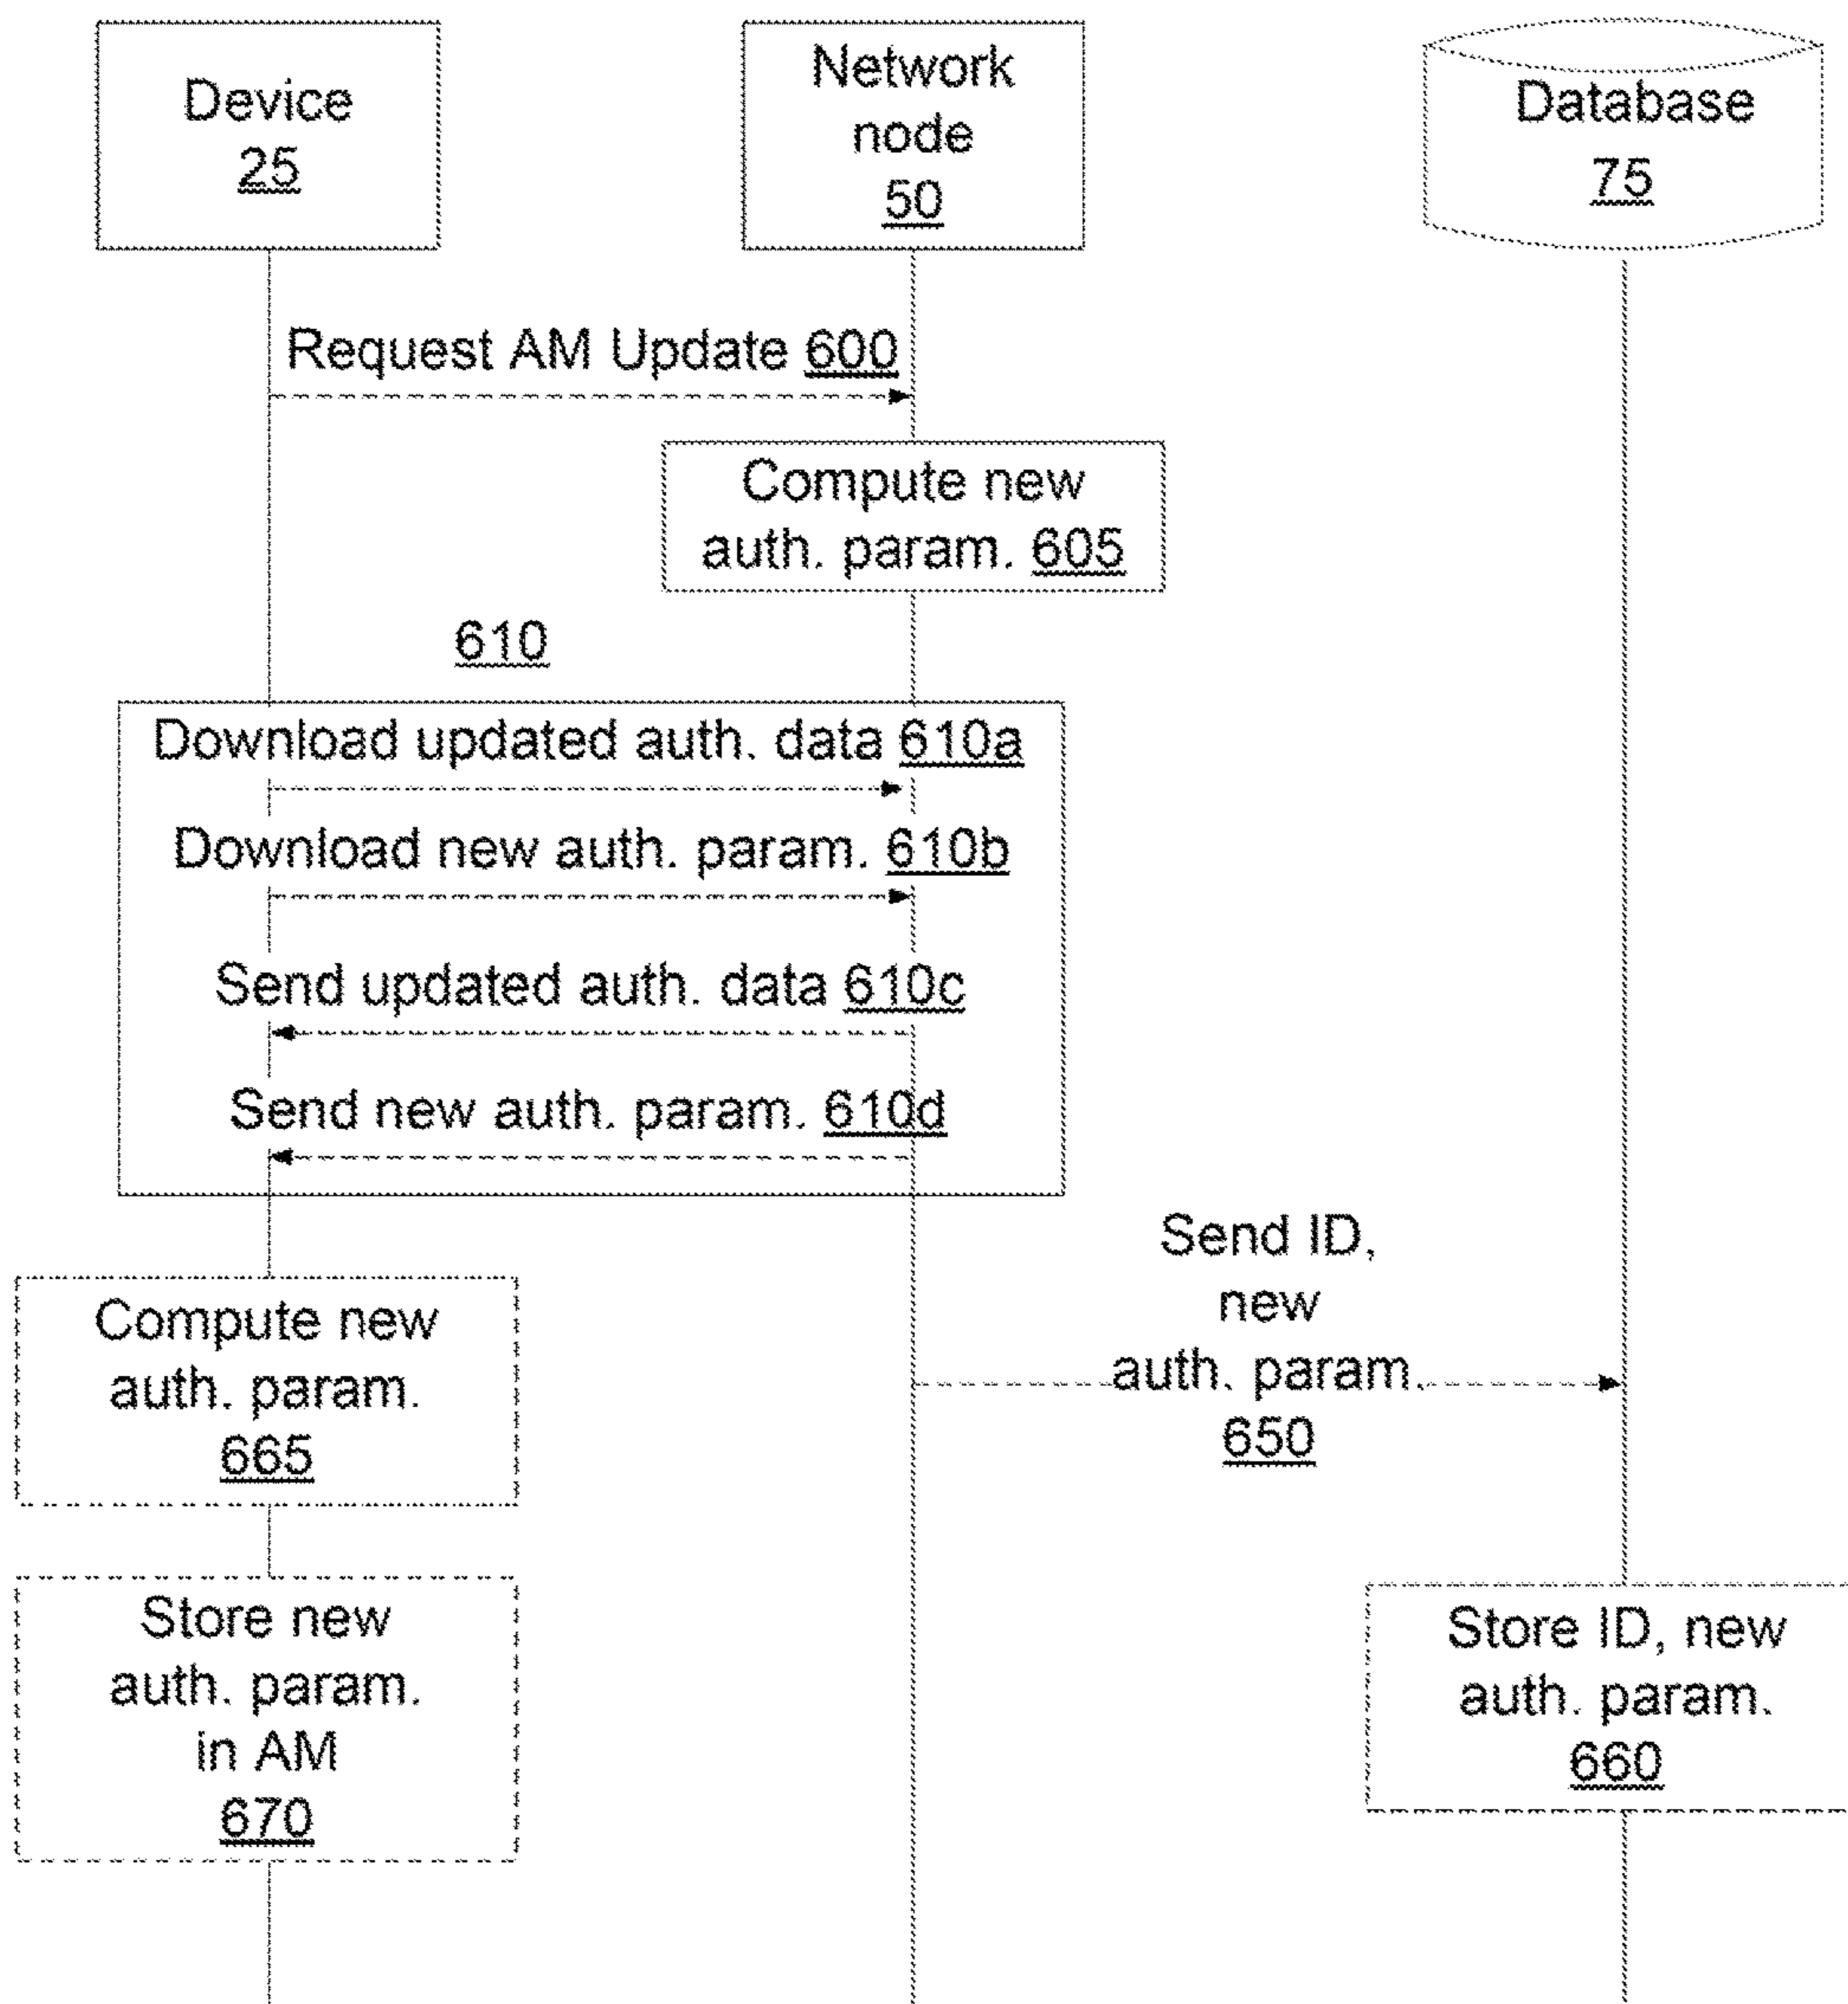 Device
25
Network
node
50
Database
75
Request AM Update 600
Compute new
auth. param. 605
610
Download updated auth. data 610a
Download new auth. param. 610b
Send updated auth. data 610c
Send new auth. param. 610d
Send ID,
new
auth. param.
650
Compute new
auth. param.
665
Store new
auth. param.
in AM
670
Store ID, new
auth. param.
660